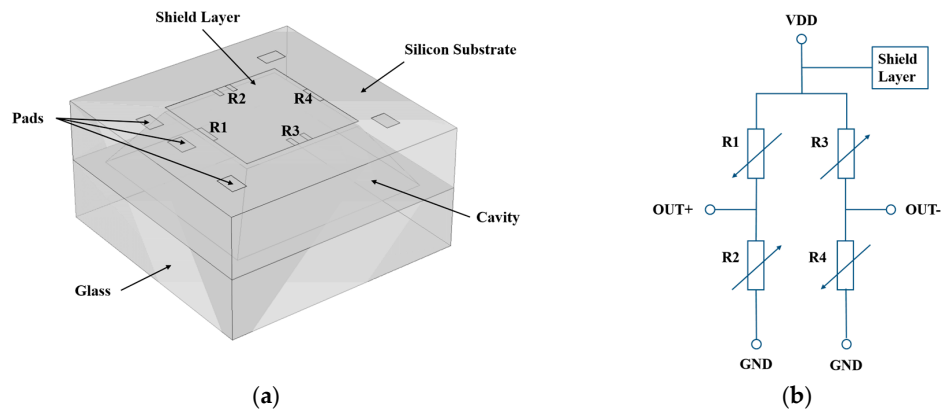 Shield Layer
Silicon Substrate
R2
R4
Pads
R1
R3
Cavity
Glass
(a)
VDD
Shield
Layer
R1
R3
OUT+
OUT-
R2
R4
GND
GND
(b)